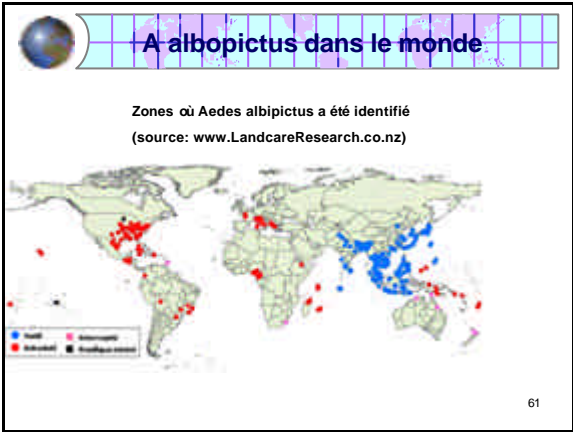 A albopictus dans le monde
Zones où Aedes albipictus a été identifié
(source: www.LandcareResearch.co.nz)
61